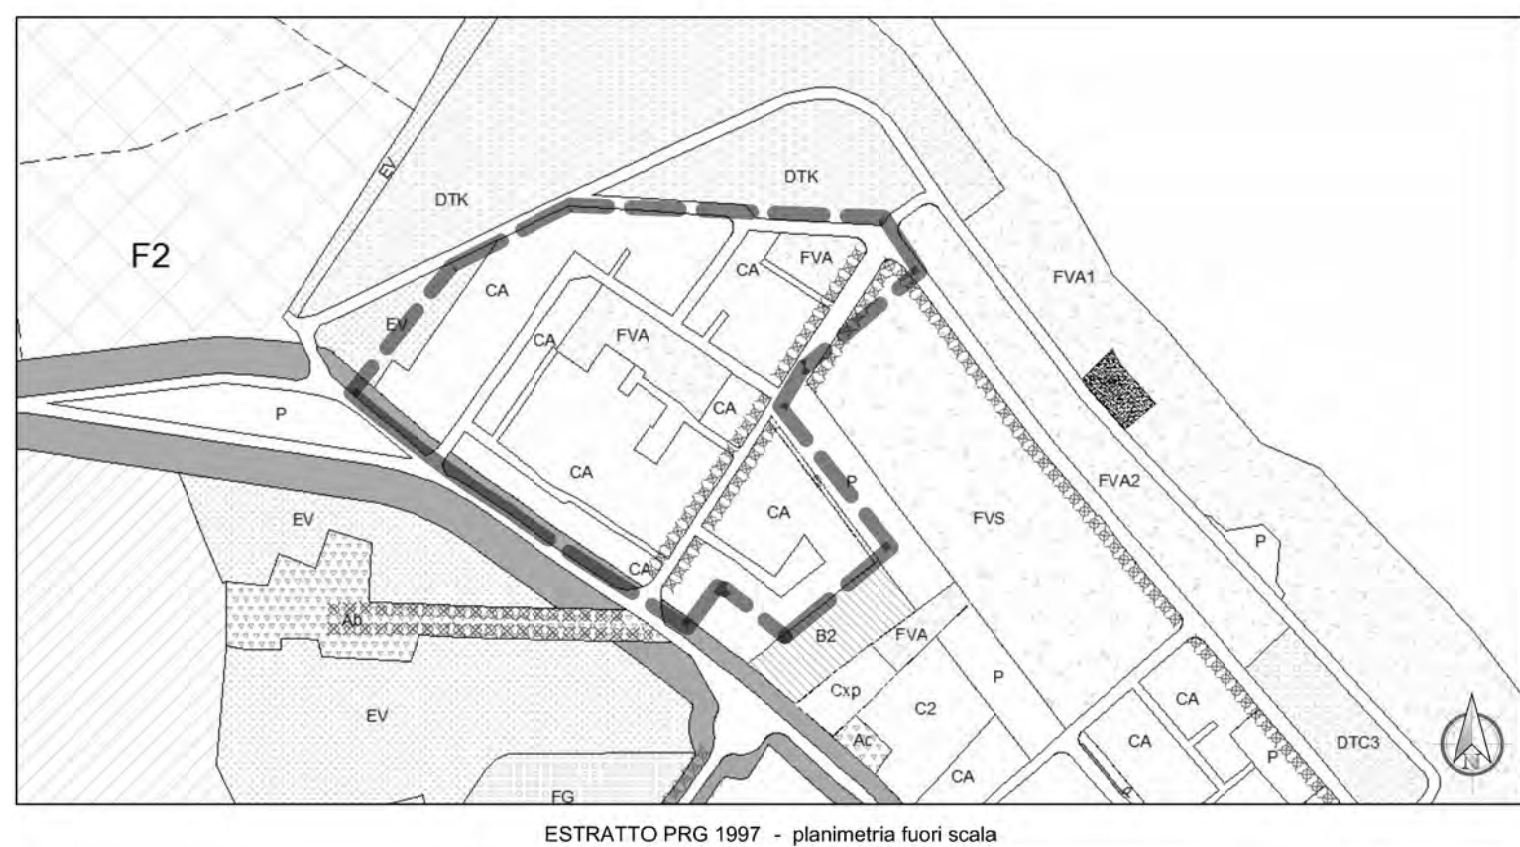 EV
DTK
DTK
F2
FVA
FVA1
CA
CA
EV
CA
FVA
P
CA
P
FVA2
CA
CA
FVS
EV
P
CA
Ab
B2
FVA
P
Cxp
CA
EV
C2
Ac
CA
DTC3
P
CA
FG
N
ESTRATTO PRG 1997 - planimetria fuori scala